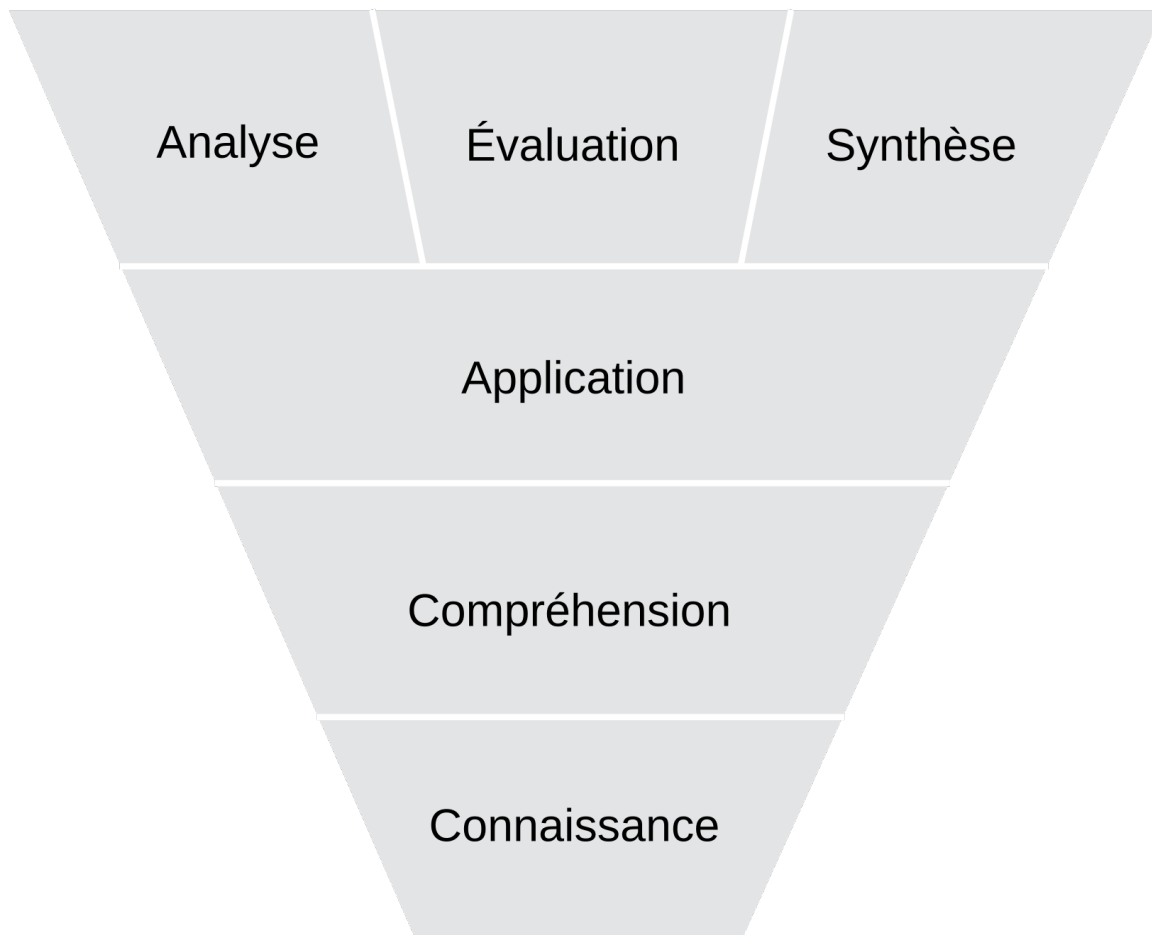 Analyse
Évaluation
Synthèse
Application
Compréhension
Connaissance